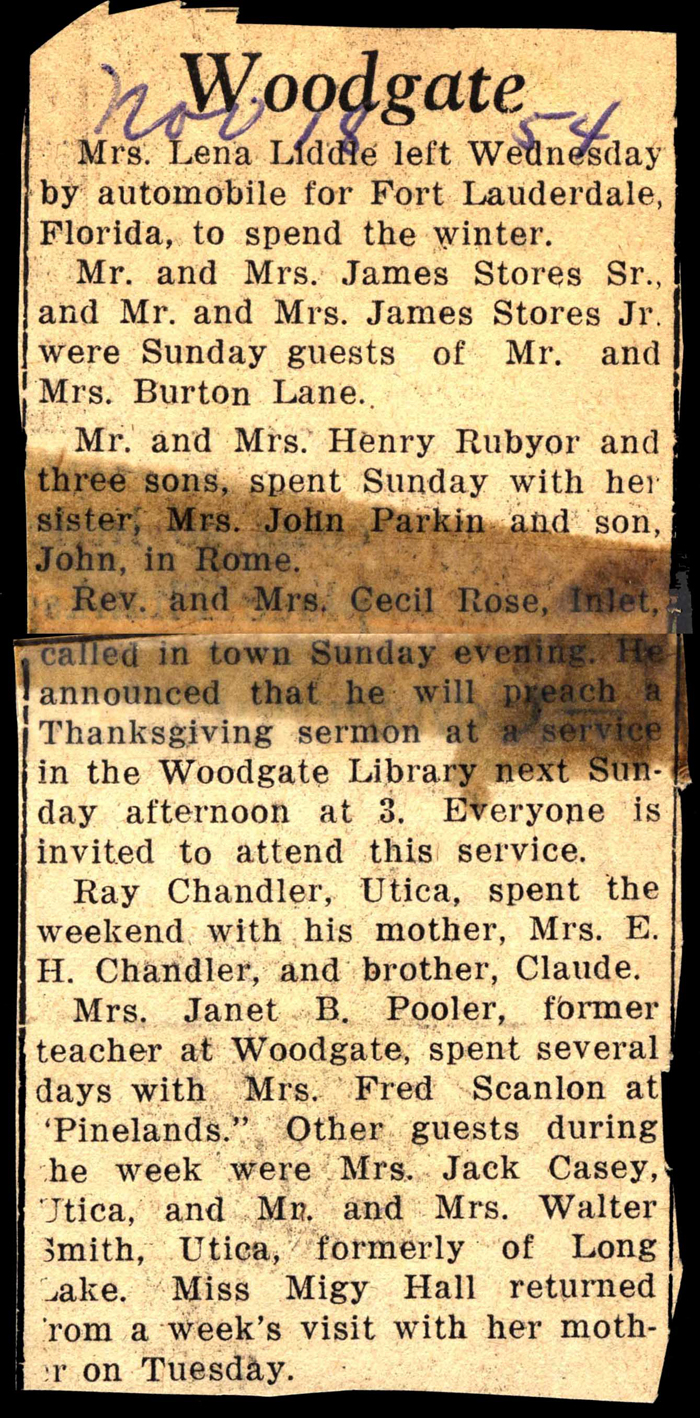 Woodgate
Nov 18 54
Mrs. Lena Liddle left Wednesday
by automobile for Fort Lauderdale,
Florida, to spend the winter.
Mr. and Mrs. James Stores Sr.,
and Mr. and Mrs. James Stores Jr.
were Sunday guests of Mr. and
Mrs. Burton Lane.
Mr. and Mrs. Henry Rubyor and
three sons, spent Sunday with her
sister, Mrs. John Parkin and son,
John, in Rome.
Rev. and Mrs. Cecil Rose, Inlet,
called in town Sunday evening. He
announced that he will preach a
Thanksgiving sermon at a service
in the Woodgate Library next Sun-
day afternoon at 3. Everyone is
invited to attend this service.
Ray Chandler, Utica, spent the
weekend with his mother, Mrs. E.
H. Chandler, and brother, Claude.
Mrs. Janet B. Pooler, former
teacher at Woodgate, spent several
days with Mrs. Fred Scanlon at
‘Pinelands.” Other guests during
he week were Mrs. Jack Casey,
Utica, and Mr. and Mrs. Walter
Smith, Utica, formerly of Long
Lake. Miss Migy Hall returned
rom a week's visit with her moth-
er on Tuesday.